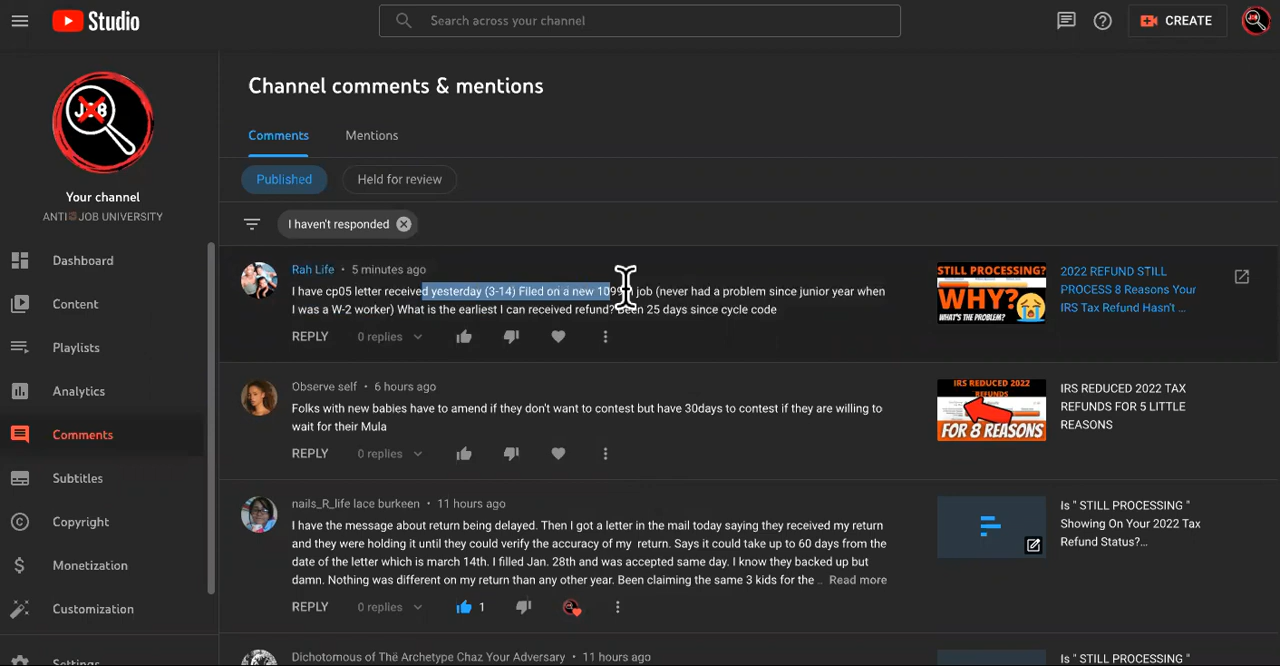 Studio
Search across your channel
CREATE
JOB
Your channel
ANTI JOB UNIVERSITY
Dashboard
Content
Playlists
Analytics
Comments
Subtitles
Copyright
Monetization
Customization
Settings
Channel comments & mentions
Comments
Mentions
Published
Held for review
I haven't responded
Rah Life • 5 minutes ago
I have cp05 letter received yesterday (3-14) Filed on a new 1099 job (never had a problem since junior year when
I was a W-2 worker) What is the earliest I can received refund? Been 25 days since cycle code
REPLY 0 replies
STILL PROCESSING?
WHY?
WHAT'S THE PROBLEM?
2022 REFUND STILL
PROCESS 8 Reasons Your
IRS Tax Refund Hasn't ...
Observe self • 6 hours ago
Folks with new babies have to amend if they don't want to contest but have 30days to contest if they are willing to
wait for their Mula
REPLY 0 replies
IRS REDUCED 2022 TAX
REFUNDS
FOR 8 REASONS
IRS REDUCED 2022 TAX
REFUNDS FOR 5 LITTLE
REASONS
nails_R_life lace burkeen • 11 hours ago
I have the message about return being delayed. Then I got a letter in the mail today saying they received my return
and they were holding it until they could verify the accuracy of my return. Says it could take up to 60 days from the
date of the letter which is march 14th. I filled Jan. 28th and was accepted same day. I know they backed up but
damn. Nothing was different on my return than any other year. Been claiming the same 3 kids for the ... Read more
REPLY 0 replies 1
Is " STILL PROCESSING "
Showing On Your 2022 Tax
Refund Status?...
Dichotomous of Thë Archetype Chaz Your Adversary • 11 hours ago
Is " STILL PROCESSING "